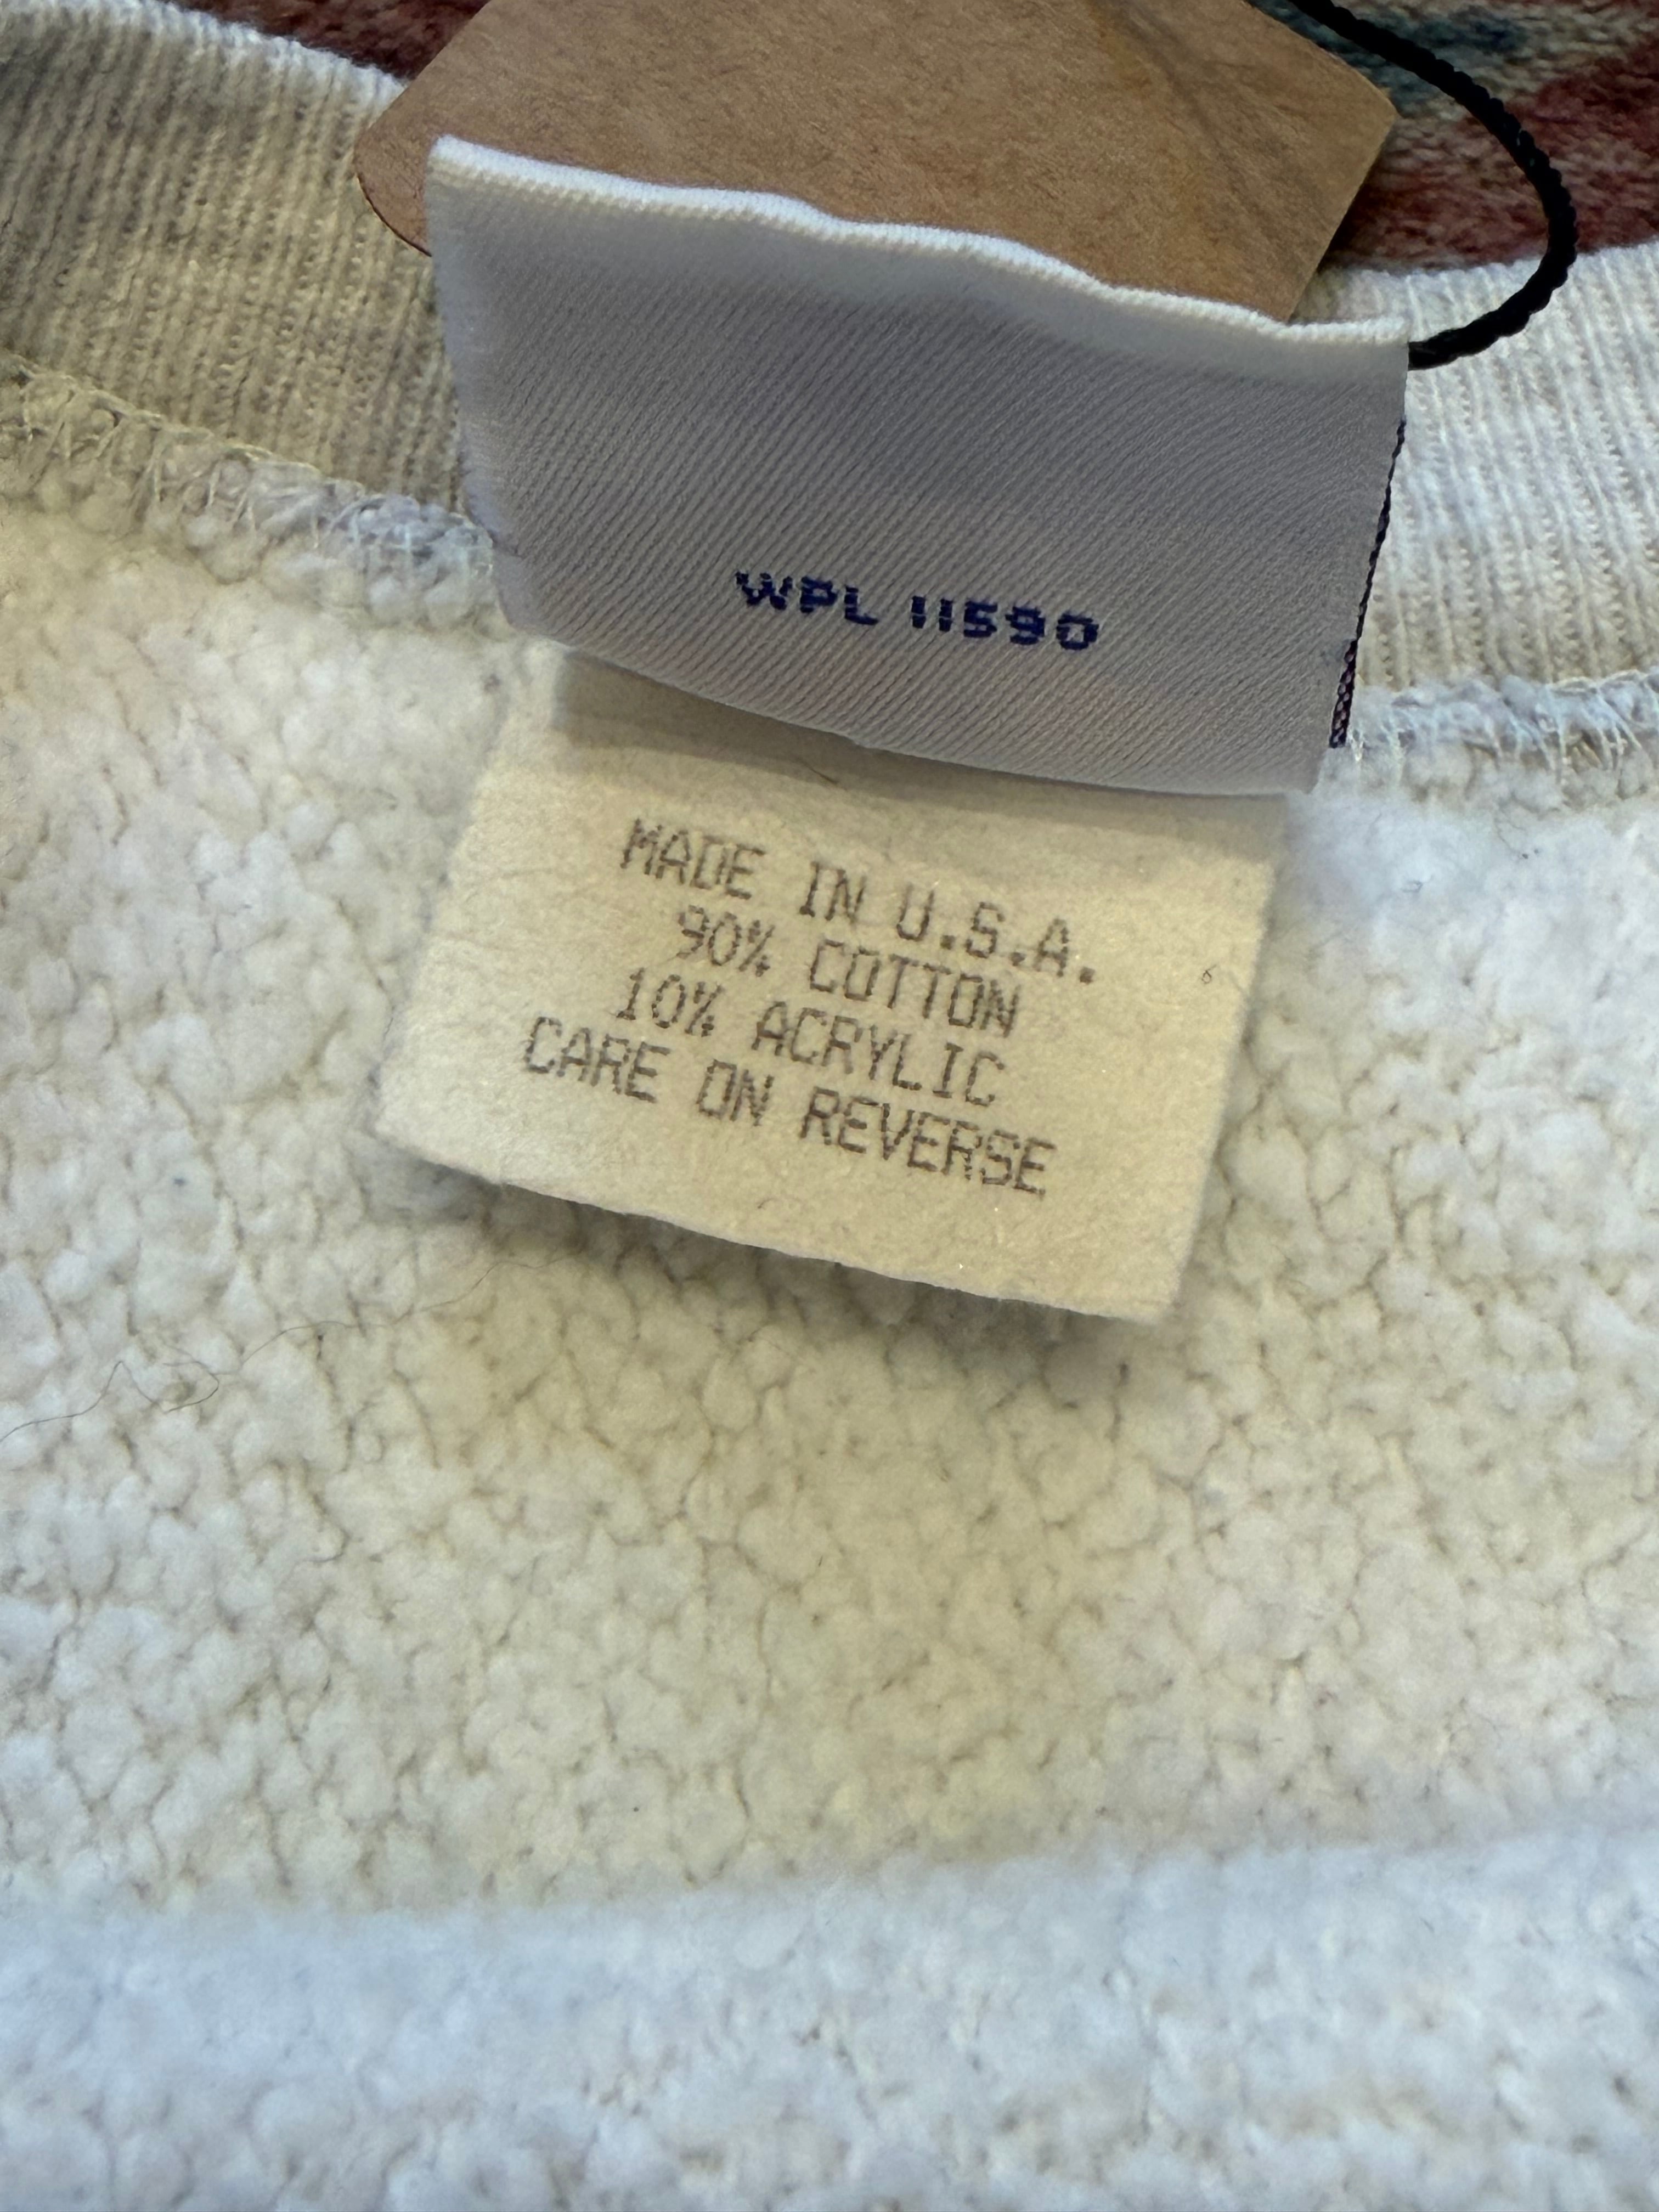 WPL 11590
MADE IN U.S.A.
90% COTTON
10% ACRYLIC
CARE ON REVERSE